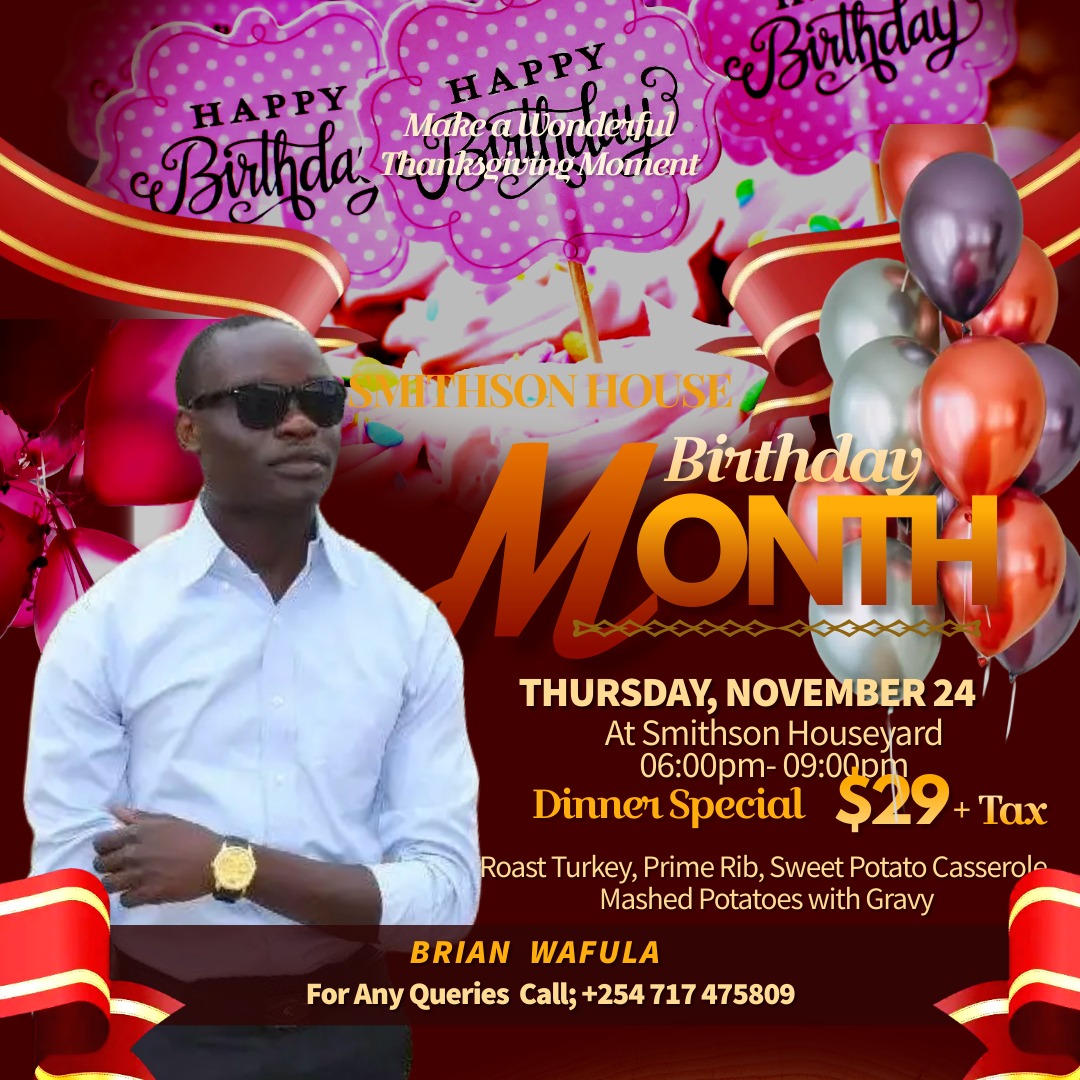 HAPPY
Birthday
HAPPY
Birthday
Birthday
Make a Wonderful
Thanksgiving Moment
SMITHSON HOUSE
Birthday
MONTH
THURSDAY, NOVEMBER 24
At Smithson Houseyard
06:00pm- 09:00pm
Dinner Special $29 + Tax
Roast Turkey, Prime Rib, Sweet Potato Casserole
Mashed Potatoes with Gravy
BRIAN WAFULA
For Any Queries Call; +254 717 475809